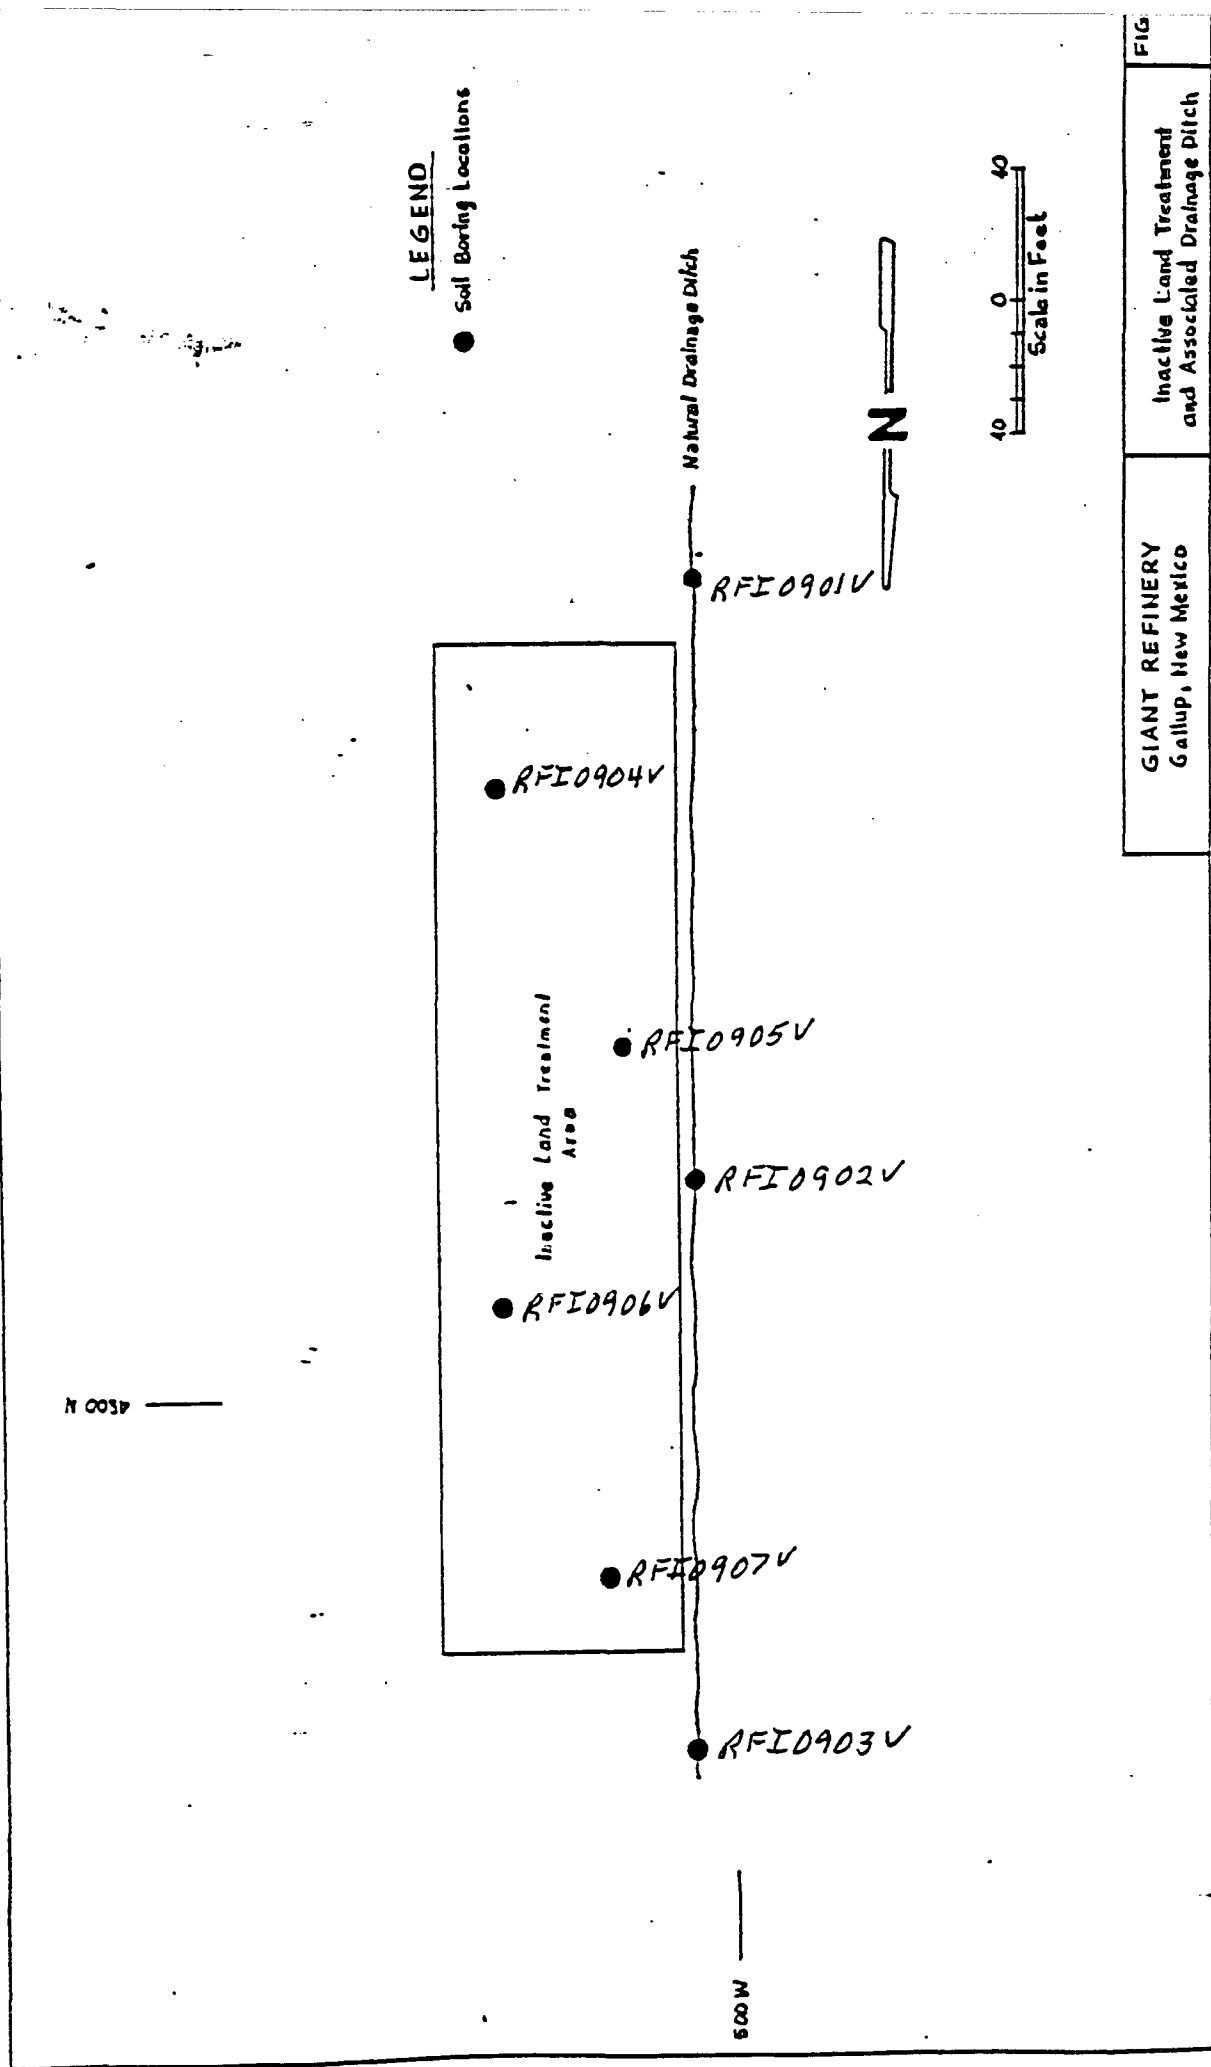 LEGEND
Soil Boring Locations
Natural Drainage Ditch
RFI0901V
RFI0904V
RFI0905V
Inactive Land Treatment
Area
RFI0902V
RFI0906V
RFI0907V
RFI0903V
4500 N
500 W
N
40 0 40
Scale in Feet
GIANT REFINERY
Gallup, New Mexico
Inactive Land Treatment
and Associated Drainage Ditch
FIG